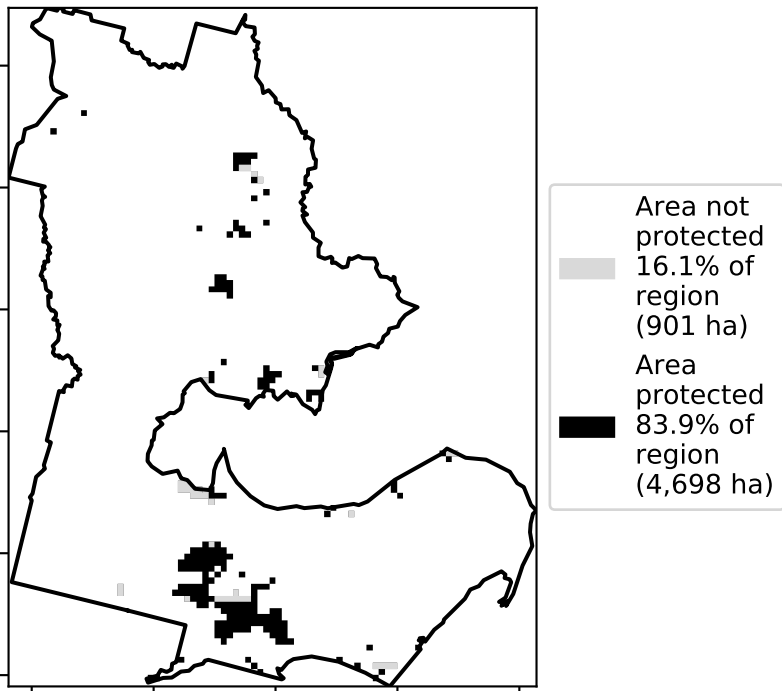 Area not
protected
16.1% of
region
(901 ha)
Area
protected
83.9% of
region
(4,698 ha)